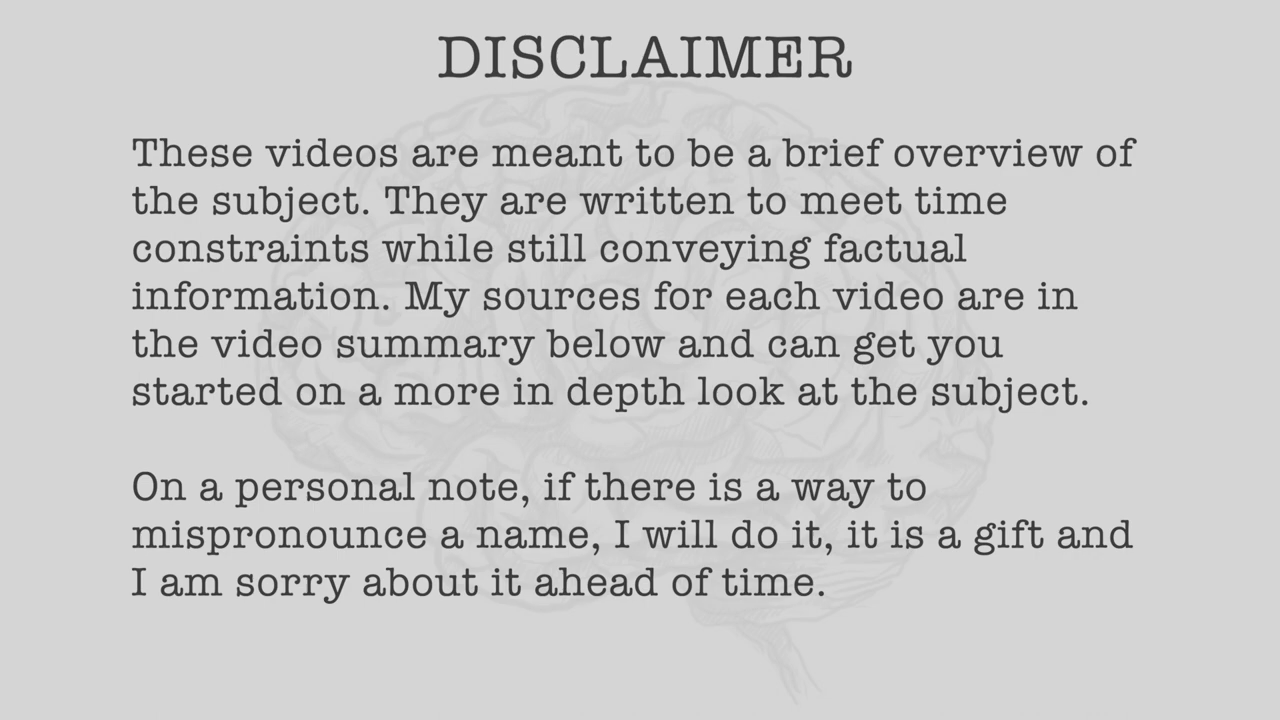 DISCLAIMER
These videos are meant to be a brief overview of
the subject. They are written to meet time
constraints while still conveying factual
information. My sources for each video are in
the video summary below and can get you
started on a more in depth look at the subject.
On a personal note, if there is a way to
mispronounce a name, I will do it, it is a gift and
I am sorry about it ahead of time.